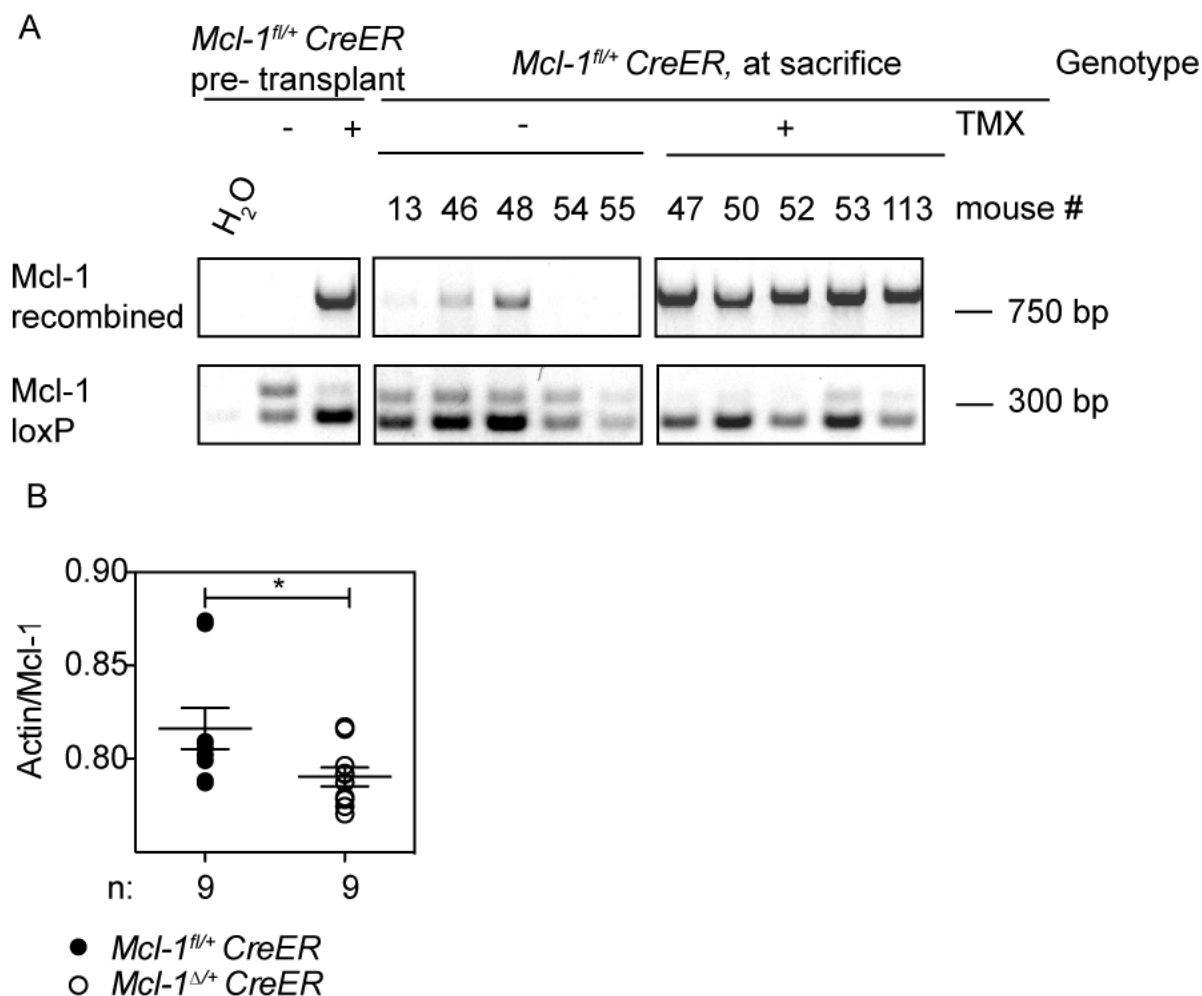 A
Mcl-1fl/+ CreER
pre- transplant
Mcl-1fl/+ CreER, at sacrifice
Genotype
- + - + TMX
H2O 13 46 48 54 55 47 50 52 53 113 mouse #
Mcl-1
recombined
750 bp
Mcl-1
loxP
300 bp
B
0.90
*
0.85
0.80
Actin/Mcl-1
n: 9 9
Mcl-1fl/+ CreER
Mcl-1Δ/+ CreER